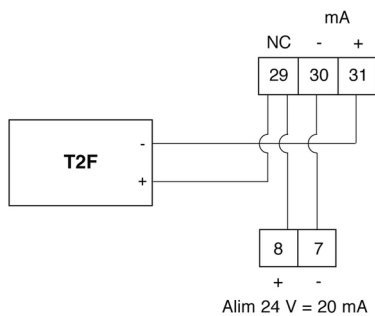 mA
NC - +
29 30 31
-
T2F
+
8 7
+ -
Alim 24 V = 20 mA